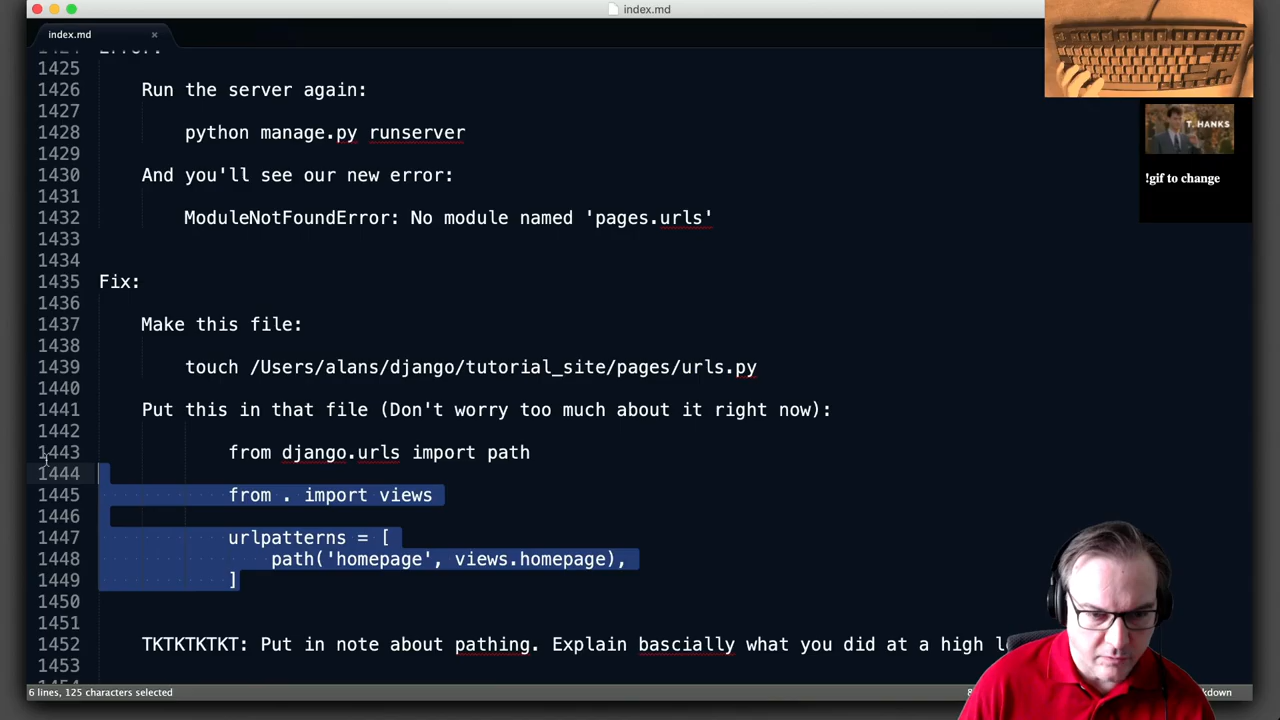 index.md
index.md ×
1425
1426 Run the server again:
1427
1428 python manage.py runserver
1429
1430 And you'll see our new error:
1431
1432 ModuleNotFoundError: No module named 'pages.urls'
1433
1434
1435 Fix:
1436
1437 Make this file:
1438
1439 touch /Users/alans/django/tutorial_site/pages/urls.py
1440
1441 Put this in that file (Don't worry too much about it right now):
1442
1443 from django.urls import path
1444
1445 from . import views
1446
1447 urlpatterns = [
1448 path('homepage', views.homepage),
1449 ]
1450
1451
1452 TKTKTKTKT: Put in note about pathing. Explain bascially what you did at a high
1453
6 lines, 125 characters selected
T. HANKS
!gif to change